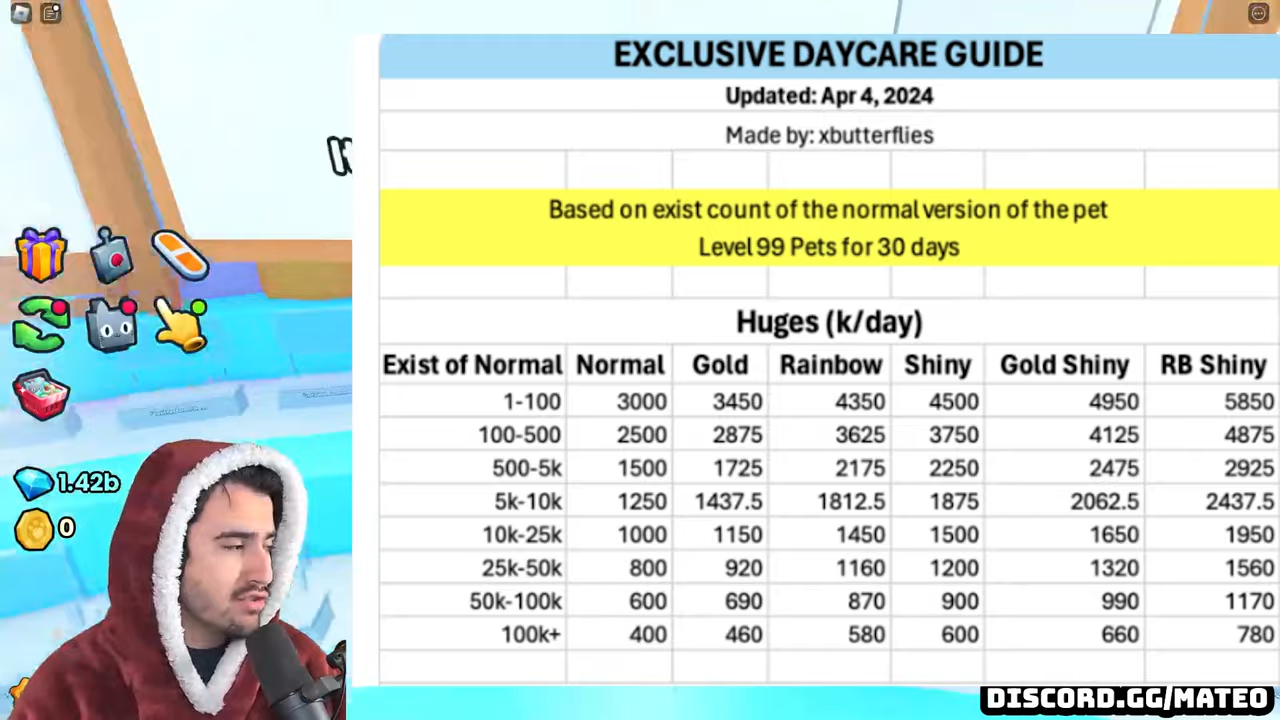 EXCLUSIVE DAYCARE GUIDE
Updated: Apr 4, 2024
Made by: xbutterflies
Based on exist count of the normal version of the pet
Level 99 Pets for 30 days
Huges (k/day)
Exist of Normal Normal Gold Rainbow Shiny Gold Shiny RB Shiny
1-100 3000 3450 4350 4500 4950 5850
100-500 2500 2875 3625 3750 4125 4875
500-5k 1500 1725 2175 2250 2475 2925
5k-10k 1250 1437.5 1812.5 1875 2062.5 2437.5
10k-25k 1000 1150 1450 1500 1650 1950
25k-50k 800 920 1160 1200 1320 1560
50k-100k 600 690 870 900 990 1170
100k+ 400 460 580 600 660 780
1.42b
0
DISCORD.GG/MATEO